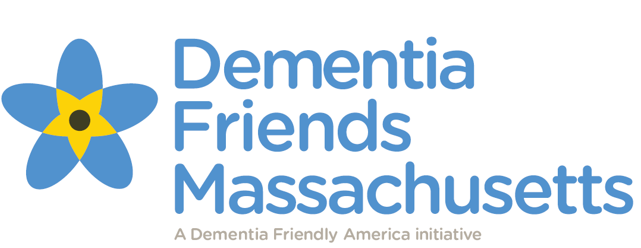 Dementia
Friends
Massachusetts
A Dementia Friendly America initiative